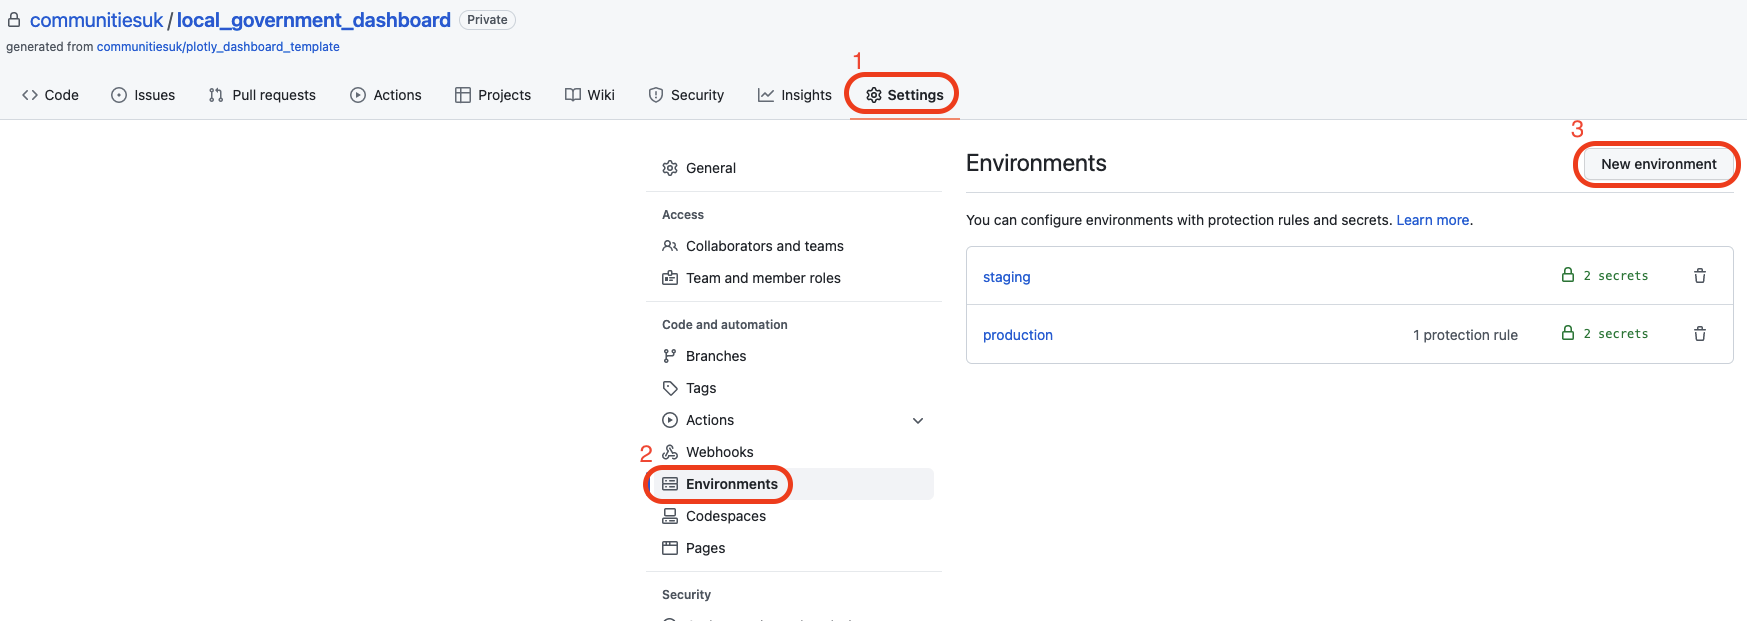 communitiesuk / local_government_dashboard Private
generated from communitiesuk/plotly_dashboard_template
1
Code Issues Pull requests Actions Projects Wiki Security Insights Settings
3
Environments
New environment
You can configure environments with protection rules and secrets. Learn more.
staging 2 secrets
production 1 protection rule 2 secrets
General
Access
Collaborators and teams
Team and member roles
Code and automation
Branches
Tags
Actions
Webhooks
2
Environments
Codespaces
Pages
Security